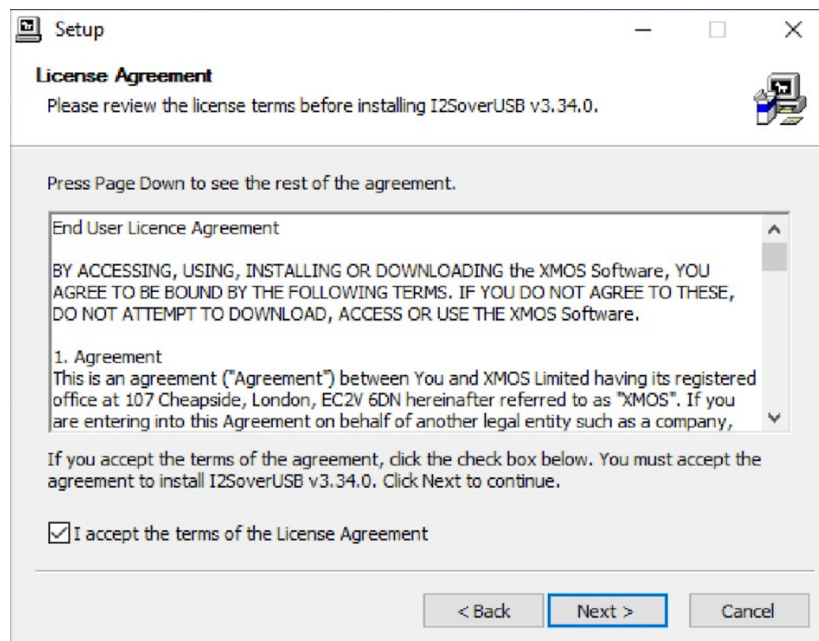 Setup
License Agreement
Please review the license terms before installing I2SoverUSB v3.34.0.
Press Page Down to see the rest of the agreement.
End User Licence Agreement
BY ACCESSING, USING, INSTALLING OR DOWNLOADING the XMOS Software, YOU
AGREE TO BE BOUND BY THE FOLLOWING TERMS. IF YOU DO NOT AGREE TO THESE,
DO NOT ATTEMPT TO DOWNLOAD, ACCESS OR USE THE XMOS Software.
1. Agreement
This is an agreement ("Agreement") between You and XMOS Limited having its registered
office at 107 Cheapside, London, EC2V 6DN hereinafter referred to as "XMOS". If you
are entering into this Agreement on behalf of another legal entity such as a company,
If you accept the terms of the agreement, click the check box below. You must accept the
agreement to install I2SoverUSB v3.34.0. Click Next to continue.
I accept the terms of the License Agreement
< Back
Next >
Cancel